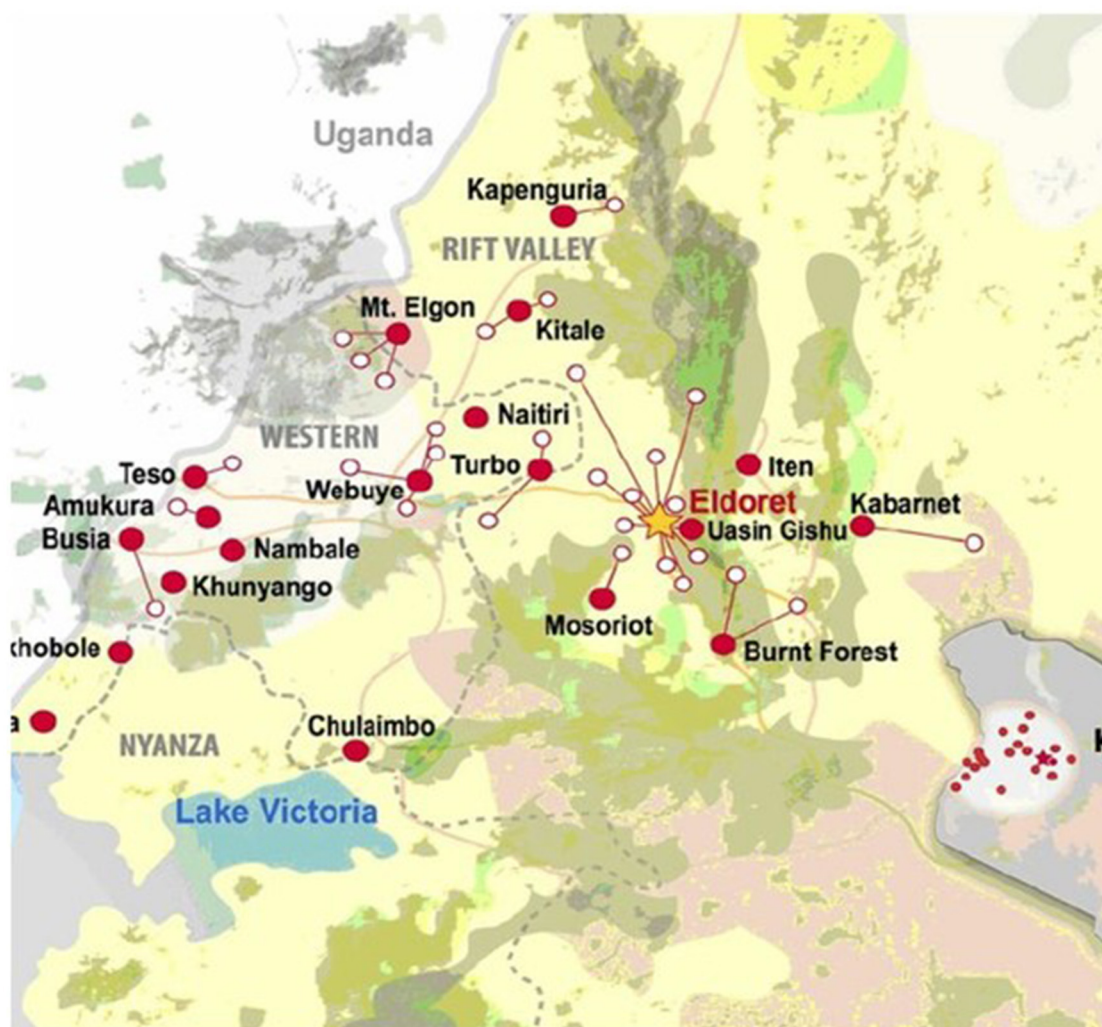 Uganda
Kapenguria
RIFT VALLEY
Mt. Elgon
Kitale
Naitiri
WESTERN
Turbo
Iten
Teso
Webuye
Eldoret
Kabarnet
Amukura
Uasin Gishu
Busia
Nambale
Khunyango
Mosoriot
xhobole
Burnt Forest
a
Chulaimbo
NYANZA
K
Lake Victoria